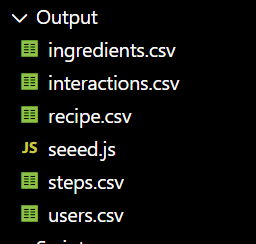 Output
ingredients.csv
interactions.csv
recipe.csv
JS seeed.js
steps.csv
users.csv